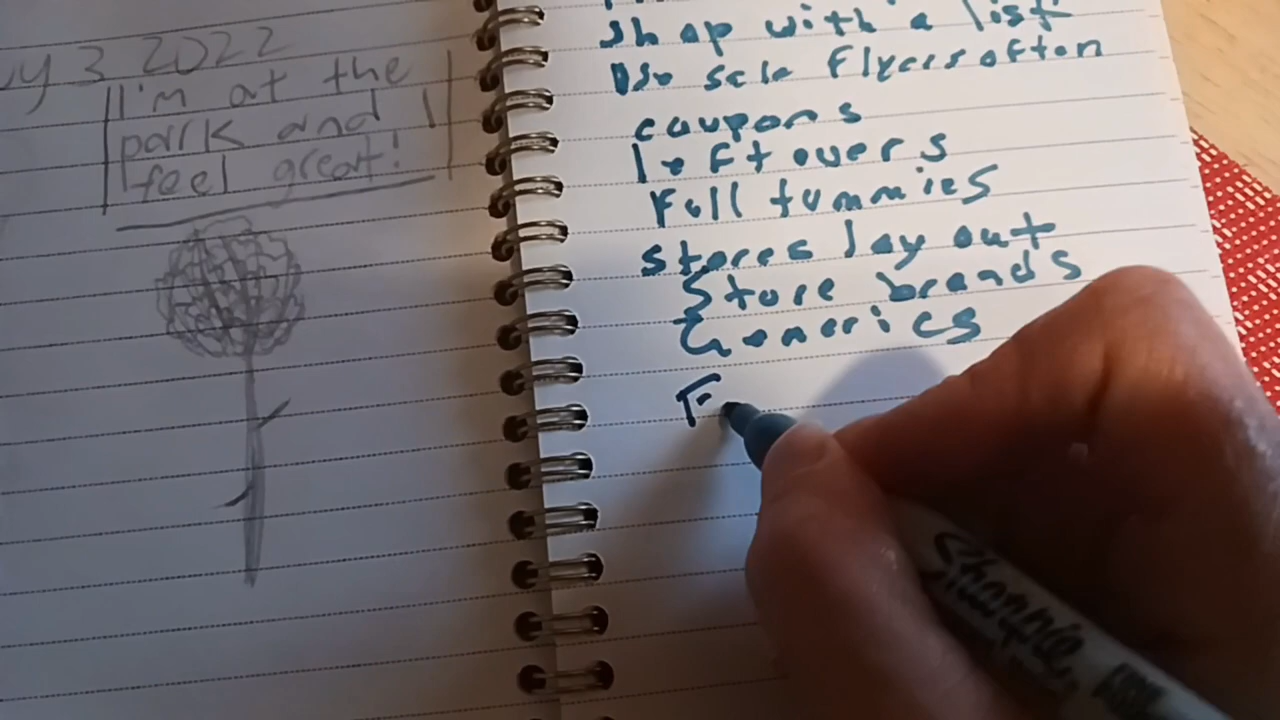 y 3 2022
I'm at the
park and I
feel great!
shap with a list
Use sale flyers often
coupons
leftovers
Full tummies
stores lay out
Store brands
Generics
F
Sharpie